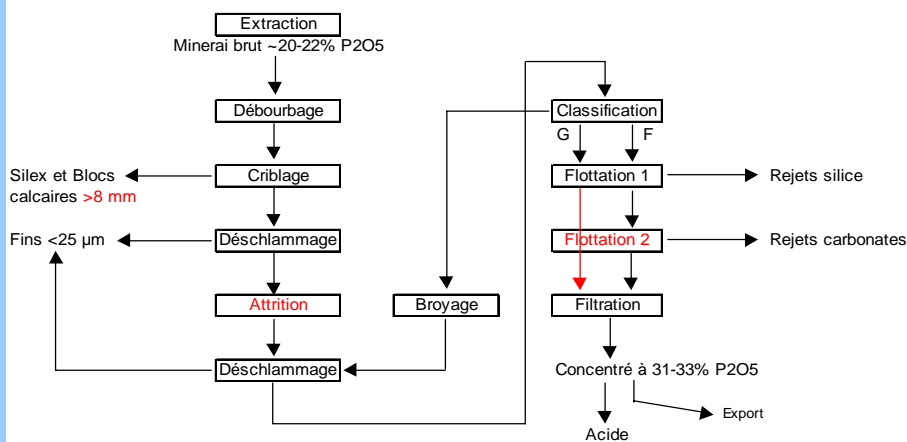 Extraction
Minerai brut ~20-22% P2O5
Débourbage
Criblage
Silex et Blocs
calcaires >8 mm
Déschlammage
Fins <25 µm
Attrition
Déschlammage
Broyage
Classification
G F
Flottation 1
Rejets silice
Flottation 2
Rejets carbonates
Filtration
Concentré à 31-33% P2O5
Export
Acide